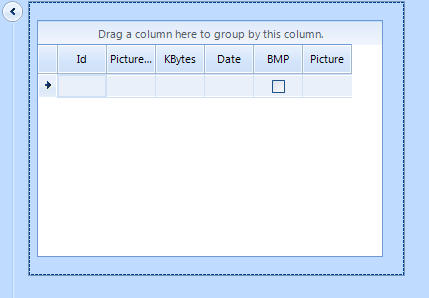 Drag a column here to group by this column.
Id Picture... KBytes Date BMP Picture